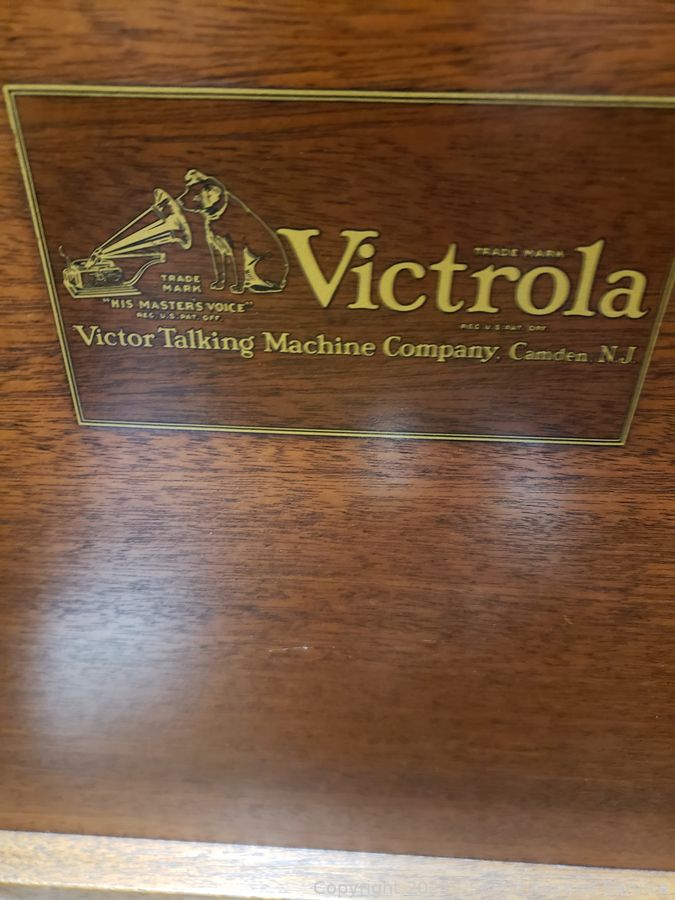 TRADE MARK
Victrola
TRADE
MARK
"HIS MASTER'S VOICE"
REG. U.S. PAT. OFF.
REG. U.S. PAT. OFF.
Victor Talking Machine Company, Camden, N.J.
Copyright